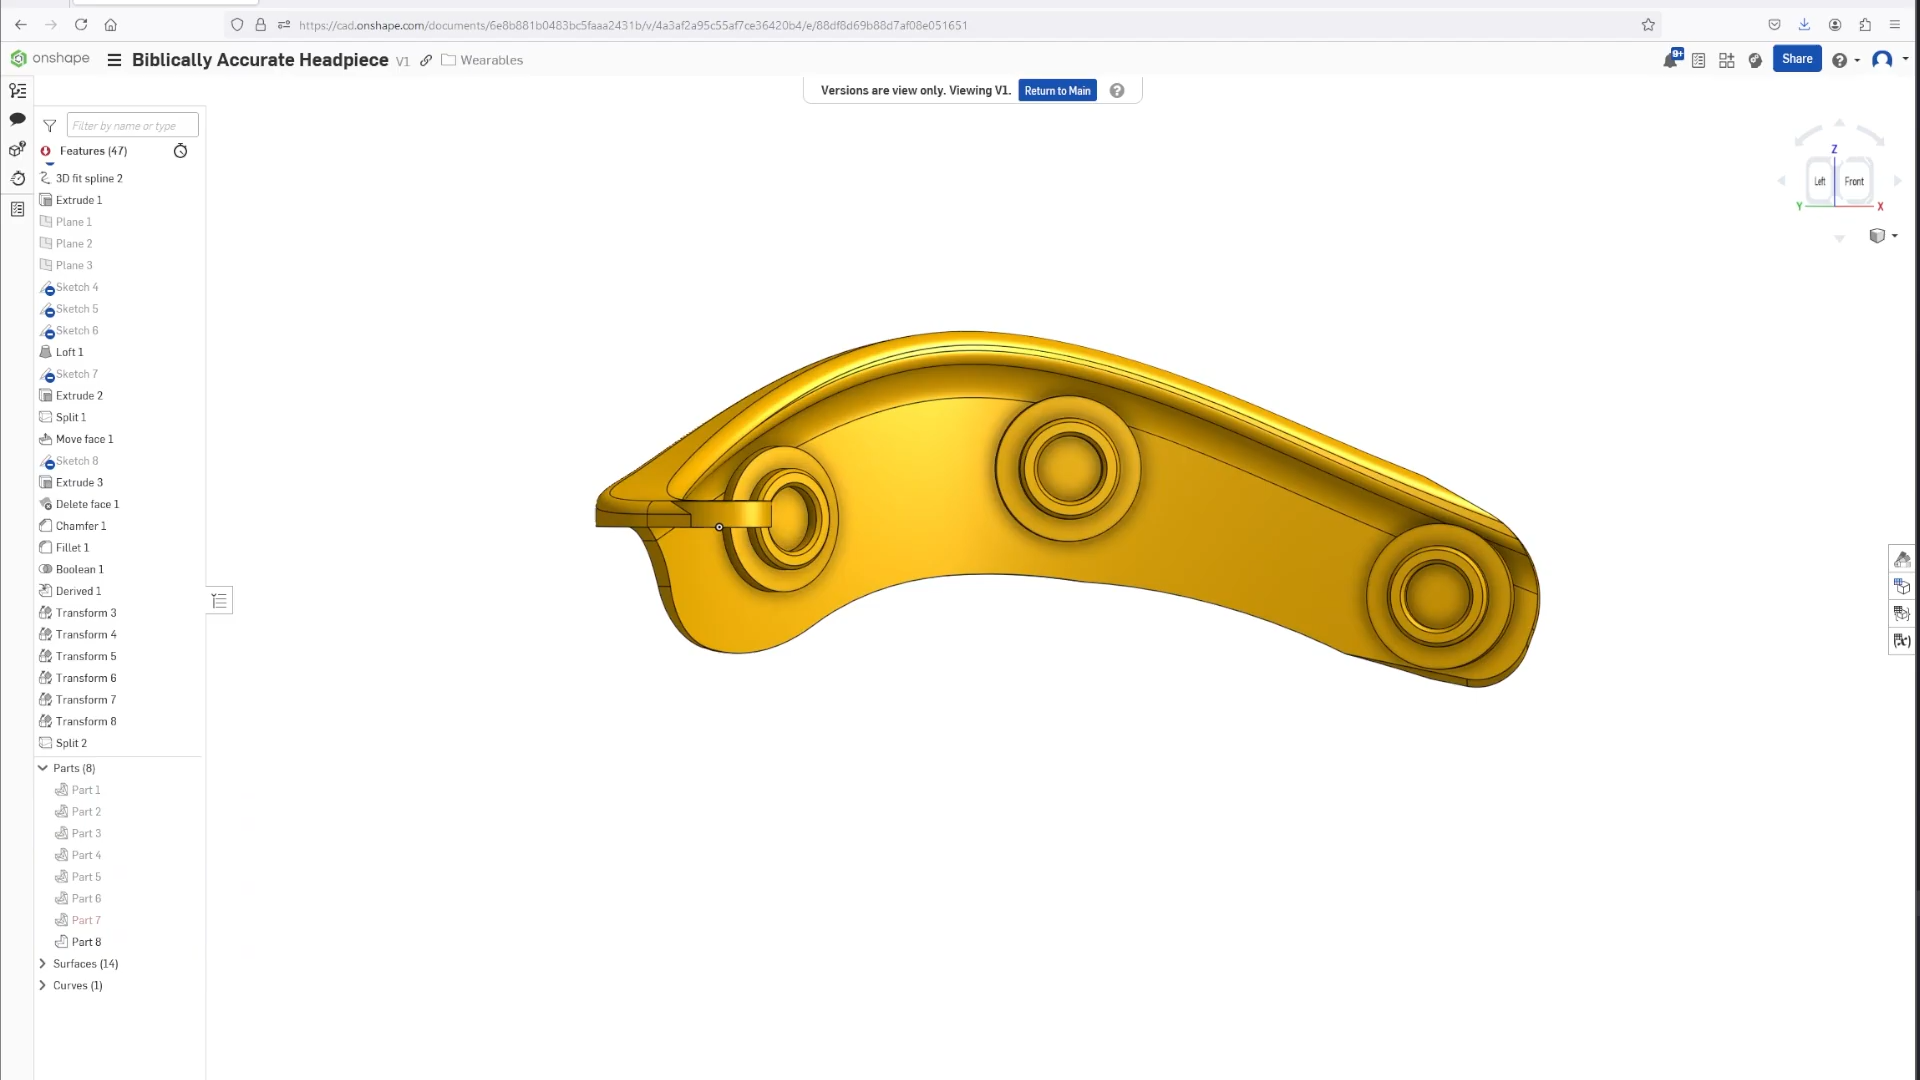 https://cad.onshape.com/documents/6e8b881b0483bc5faaa2431b/v/4a3af2a95c55af7ce36420b4/e/88df8d69b88d7af08e051651
onshape Biblically Accurate Headpiece V1 Wearables
9+ Share
Versions are view only. Viewing V1. Return to Main
Filter by name or type
Features (47)
3D fit spline 2
Extrude 1
Plane 1
Plane 2
Plane 3
Sketch 4
Sketch 5
Sketch 6
Loft 1
Sketch 7
Extrude 2
Split 1
Move face 1
Sketch 8
Extrude 3
Delete face 1
Chamfer 1
Fillet 1
Boolean 1
Derived 1
Transform 3
Transform 4
Transform 5
Transform 6
Transform 7
Transform 8
Split 2
Parts (8)
Part 1
Part 2
Part 3
Part 4
Part 5
Part 6
Part 7
Part 8
Surfaces (14)
Curves (1)
Z
Left Front
Y X
(x)